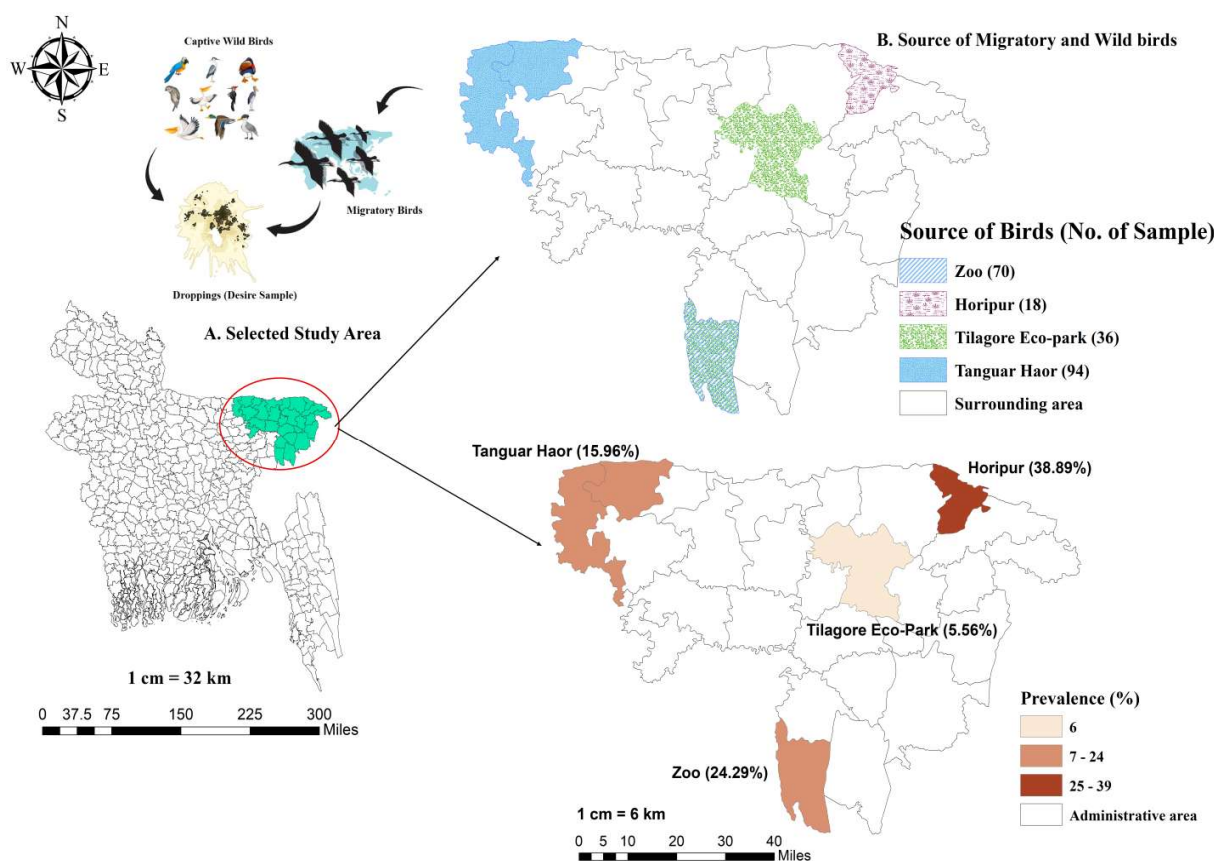 N
W E
S
Captive Wild Birds
Migratory Birds
Droppings (Desire Sample)
A. Selected Study Area
1 cm = 32 km
0 37.5 75 150 225 300
Miles
B. Source of Migratory and Wild birds
Source of Birds (No. of Sample)
Zoo (70)
Horipur (18)
Tilagore Eco-park (36)
Tanguar Haor (94)
Surrounding area
Tanguar Haor (15.96%)
Horipur (38.89%)
Tilagore Eco-Park (5.56%)
Zoo (24.29%)
Prevalence (%)
6
7 - 24
25 - 39
Administrative area
1 cm = 6 km
0 5 10 20 30 40
Miles